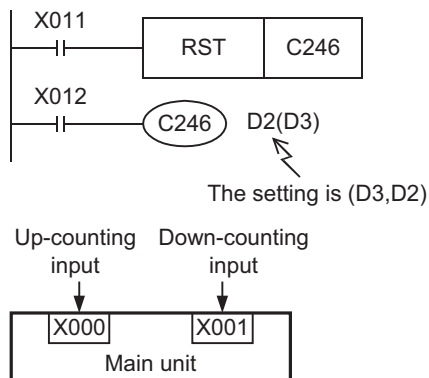 X011
RST C246
X012
C246 D2(D3)
The setting is (D3,D2)
Up-counting input
Down-counting input
X000 X001
Main unit